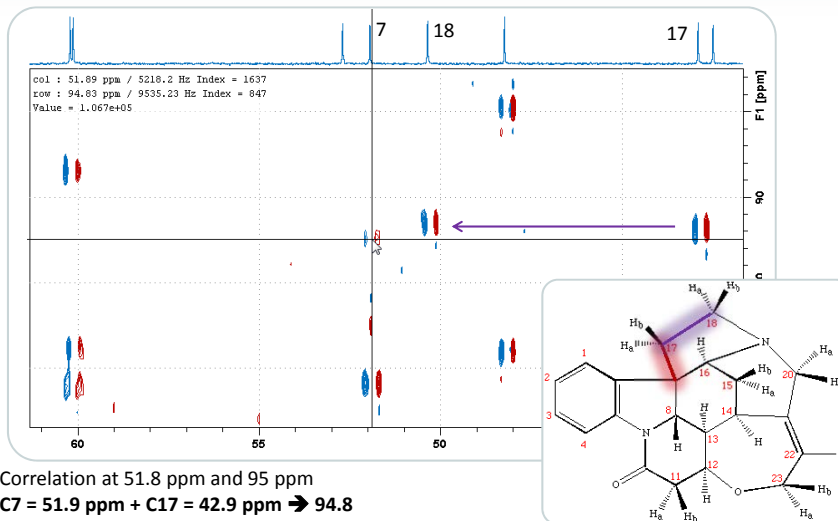 7 18 17
col : 51.89 ppm / 5218.2 Hz Index = 1637
row : 94.83 ppm / 9535.23 Hz Index = 847
Value = 1.067e+05
F1 [ppm]
90
60 55 50
Ha Hb
18
Hb
Ha 17
H N
1 16 Hb Ha
2 15 Ha 20
H
3 8 14
4 N H
13 H
H 22
O 12
11 H O 23 Hb
Ha Hb Ha
Correlation at 51.8 ppm and 95 ppm
C7 = 51.9 ppm + C17 = 42.9 ppm ➔ 94.8